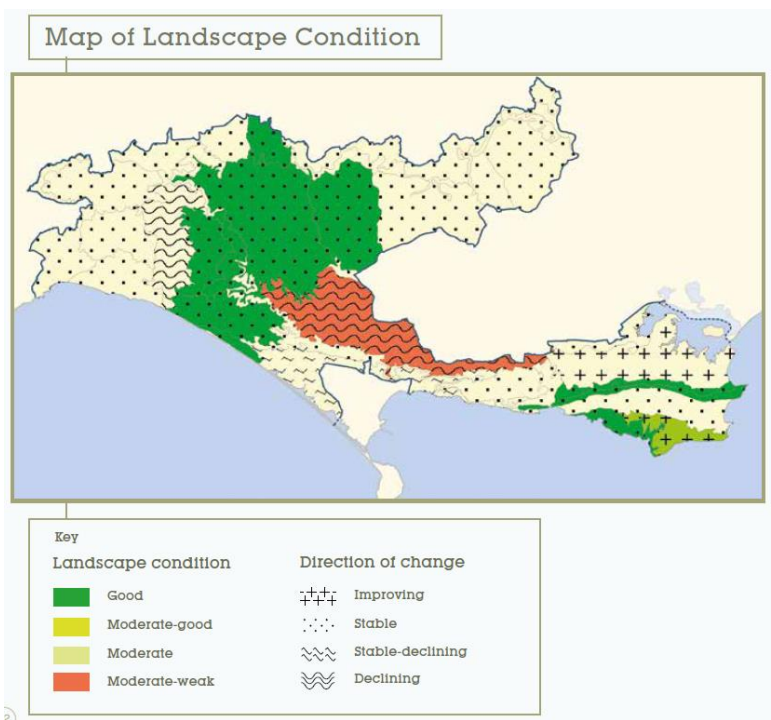 Map of Landscape Condition
Key
Landscape condition
Good
Moderate-good
Moderate
Moderate-weak
Direction of change
Improving
Stable
Stable-declining
Declining